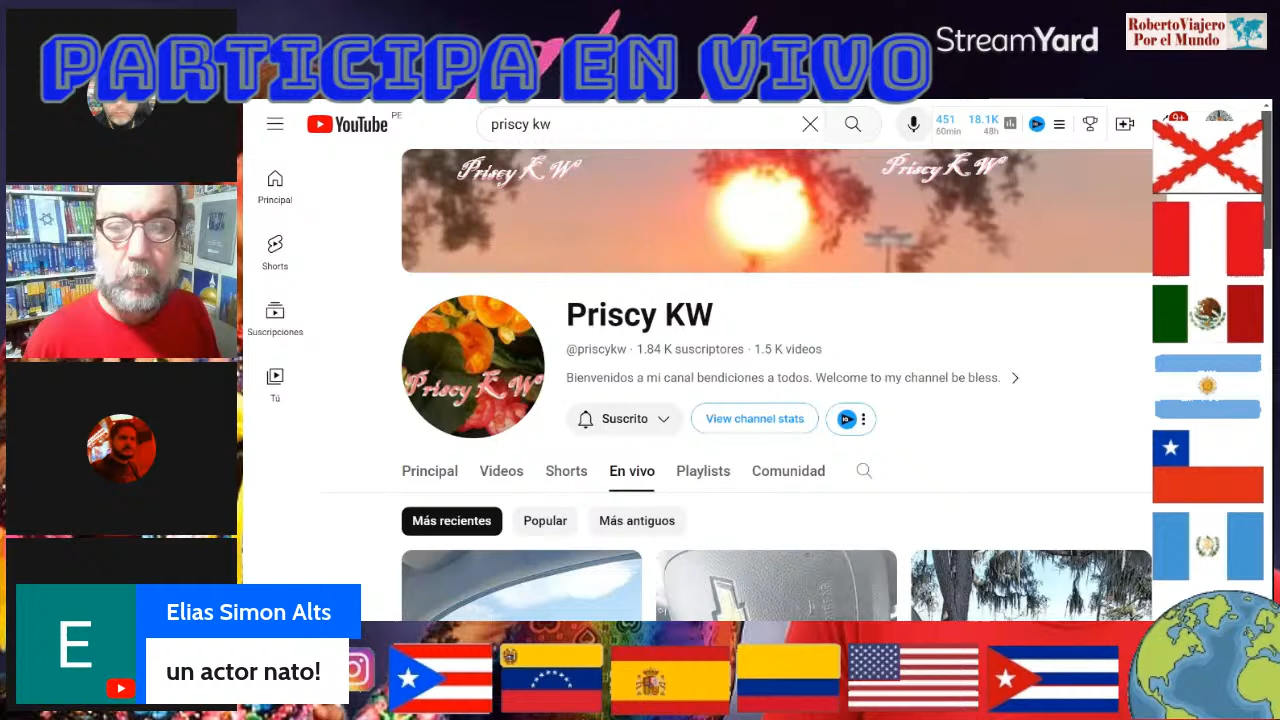 PARTICIPA EN VIVO
StreamYard
RobertoViajero
Por el Mundo
YouTube
PE
priscy kw
451
60min
18.1K
48h
9+
Principal
Shorts
Suscripciones
Tú
Priscy K W
Priscy K W
Priscy K W
Priscy KW
@priscykw · 1.84 K suscriptores · 1.5 K videos
Bienvenidos a mi canal bendiciones a todos. Welcome to my channel be bless.
Suscrito
View channel stats
Principal
Videos
Shorts
En vivo
Playlists
Comunidad
Más recientes
Popular
Más antiguos
E
Elias Simon Alts
un actor nato!